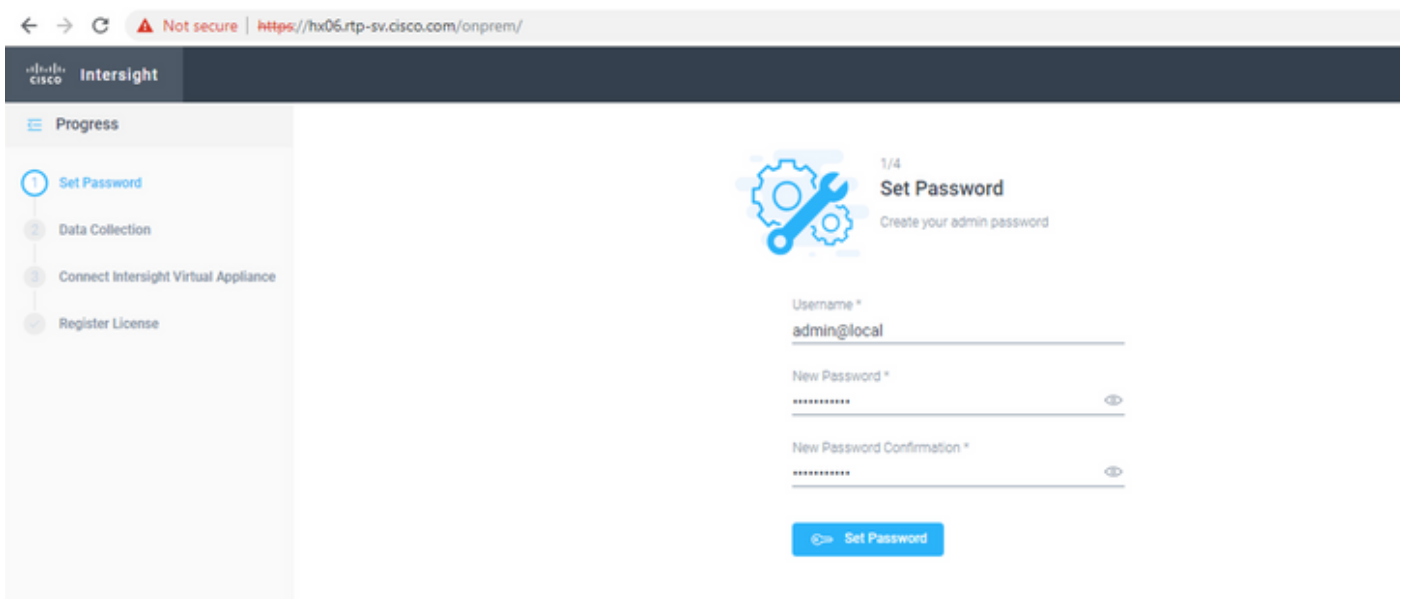 Not secure | https://hx06.rtp-sv.cisco.com/onprem/
cisco Intersight
Progress
1 Set Password
2 Data Collection
3 Connect Intersight Virtual Appliance
Register License
1/4
Set Password
Create your admin password
Username *
admin@local
New Password *
•••••••••••
New Password Confirmation *
•••••••••••
Set Password